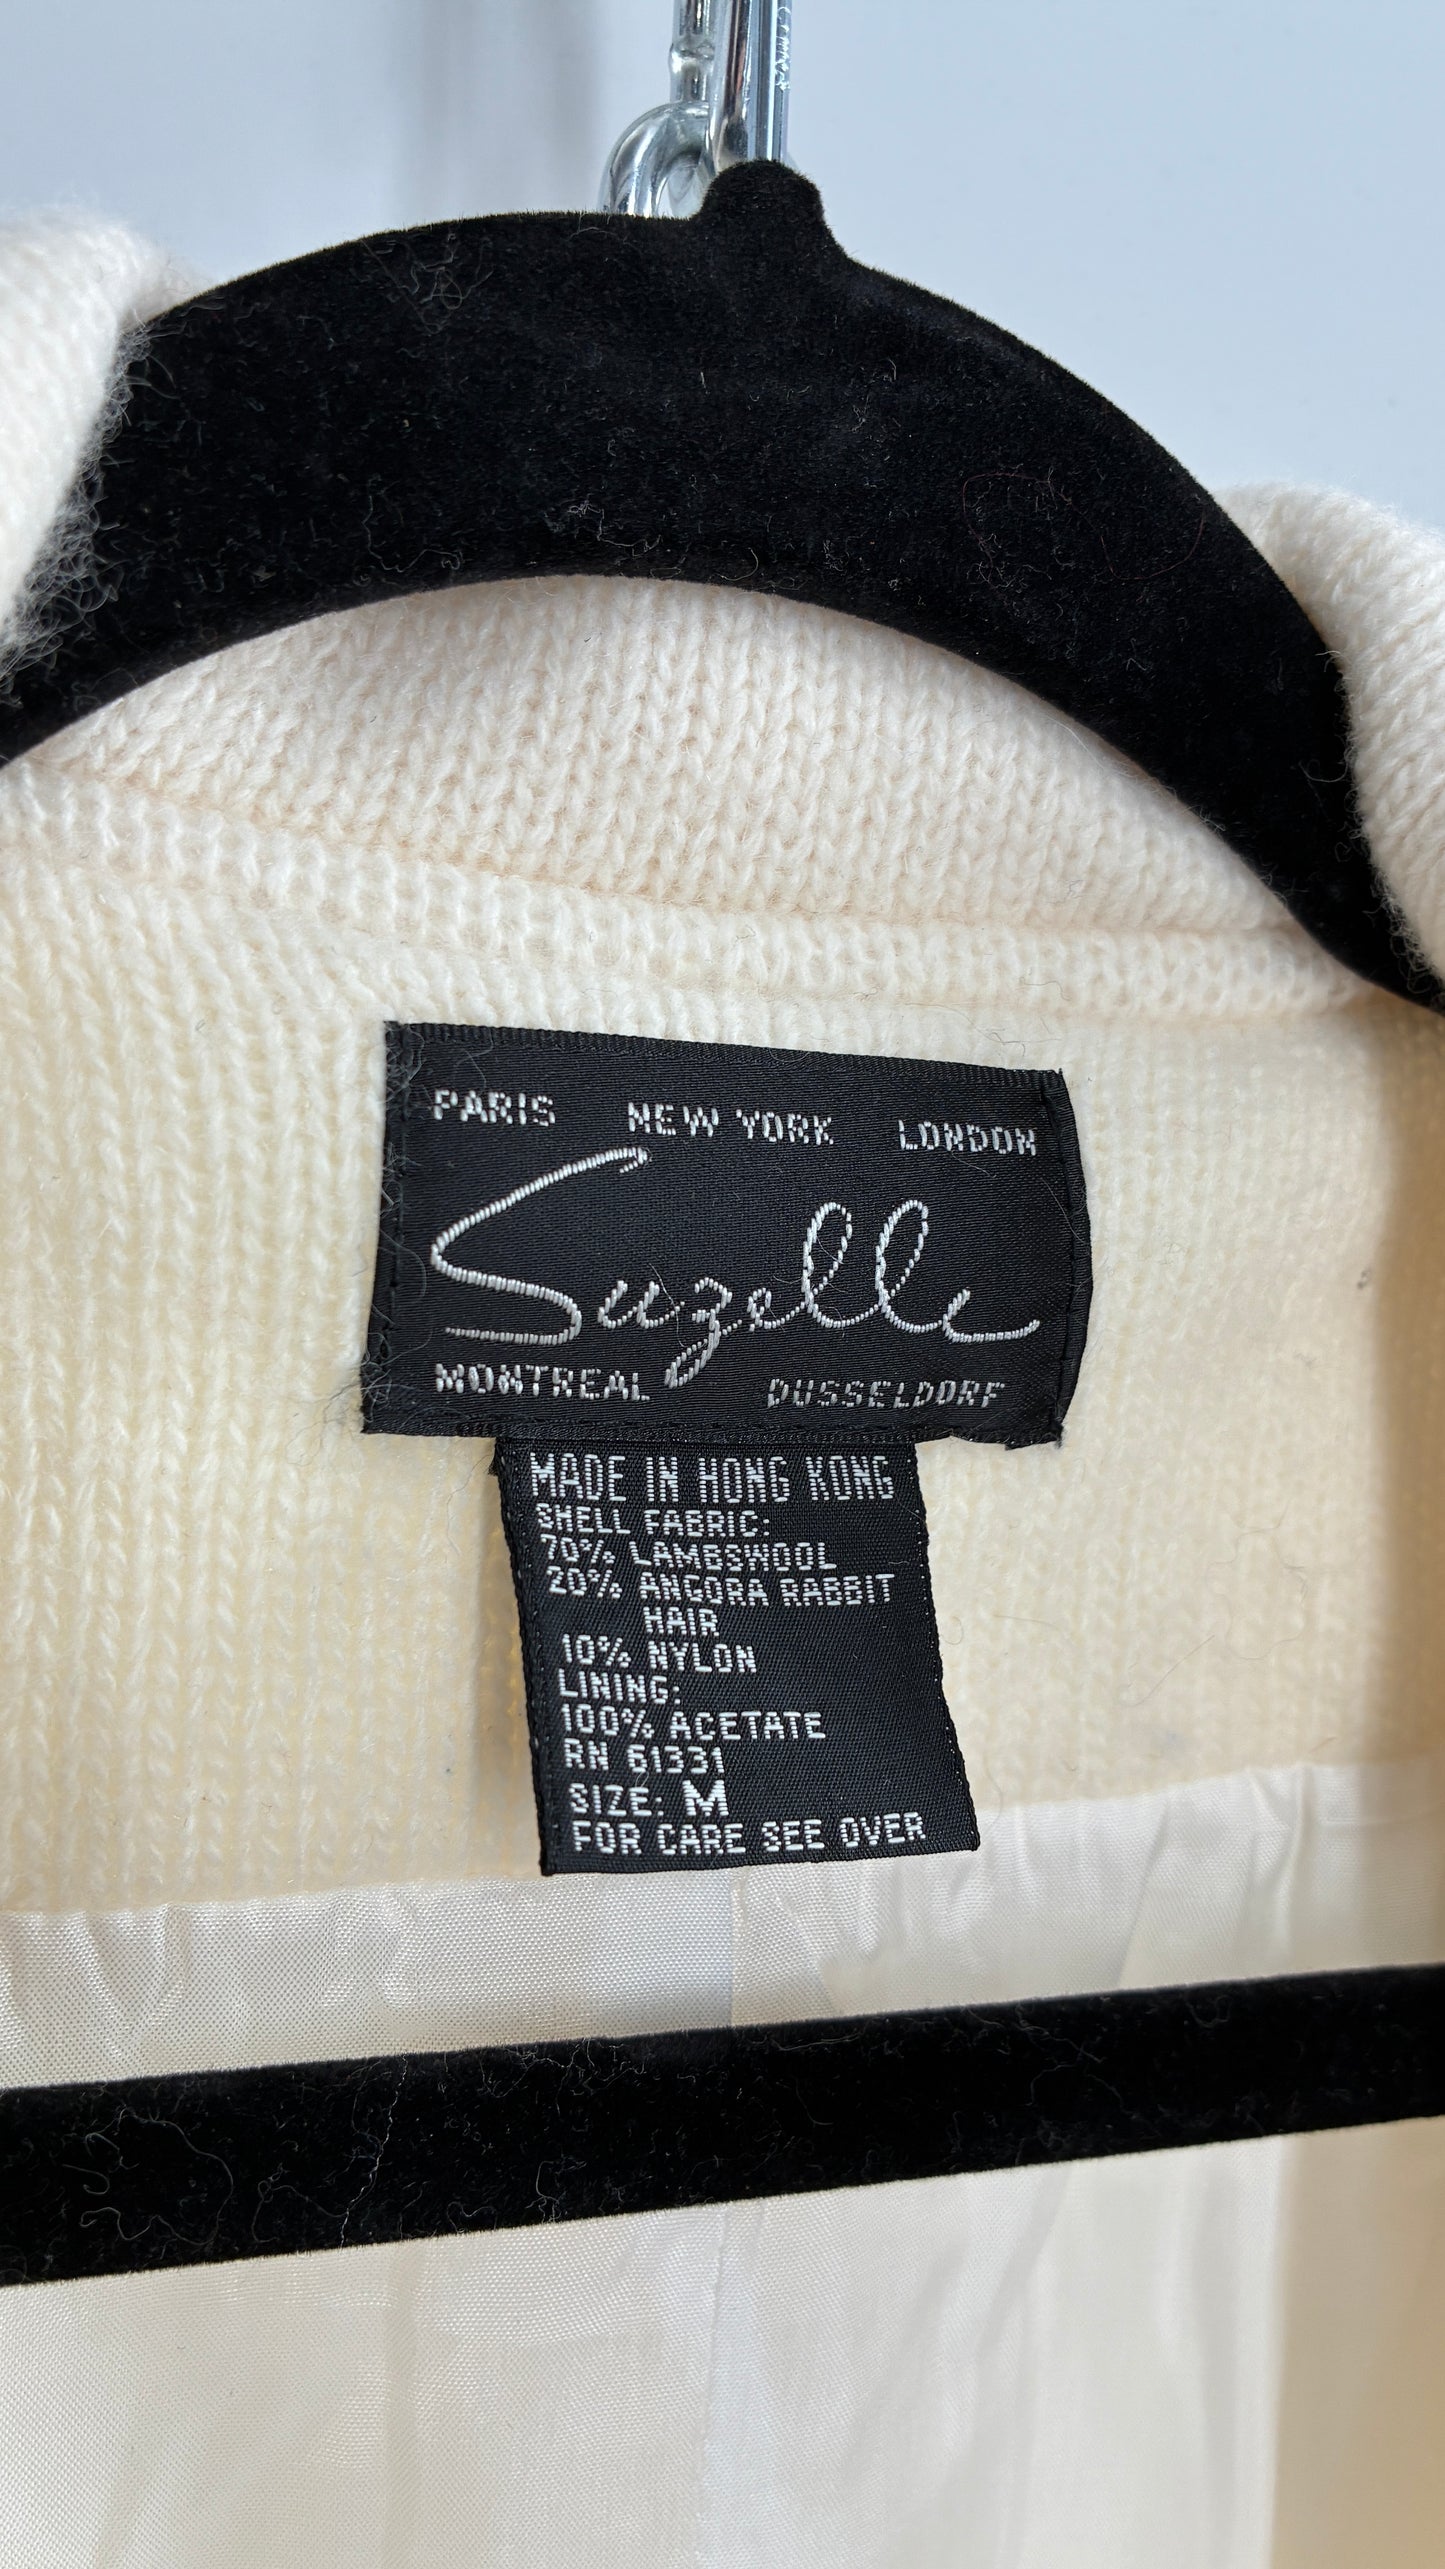 PARIS NEW YORK LONDON
Suzelle
MONTREAL DUSSELDORF
MADE IN HONG KONG
SHELL FABRIC:
70% LAMBSWOOL
20% ANGORA RABBIT
HAIR
10% NYLON
LINING:
100% ACETATE
RN 61331
SIZE: M
FOR CARE SEE OVER